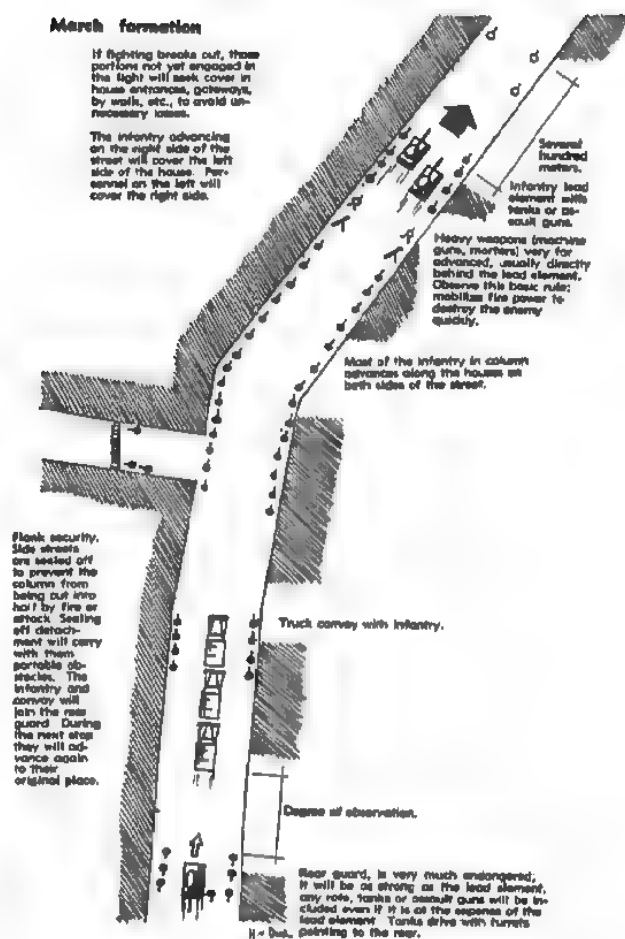 March formation
If fighting breaks out, those
portions not yet engaged in
the fight will seek cover in
house entrances, gateways,
by walls, etc., to avoid un-
necessary losses.
The infantry advancing
on the right side of the
street will cover the left
side of the house. Per-
sonnel on the left will
cover the right side.
Several
hundred
meters.
Infantry lead
element with
tanks or as-
sault guns.
Heavy weapons (machine
guns, mortars) very far
advanced, usually directly
behind the lead element.
Observe this basic rule:
mobilize fire power to
destroy the enemy
quickly.
Most of the infantry in column
advances along the houses on
both sides of the street.
Flank security.
Side streets
are sealed off
to prevent the
column from
being cut into
half by fire or
attack. Sealing
off detach-
ment will carry
with them
portable ob-
stacles. The
infantry and
convoy will
join the rear
guard. During
the next stop
they will ad-
vance again
to their
original place.
Truck convoy with infantry.
Degree of observation.
Rear guard, is very much endangered;
it will be as strong as the lead element,
any rate, tanks or assault guns will be in-
cluded even if it is at the expense of the
lead element. Tanks drive with turrets
pointing to the rear.